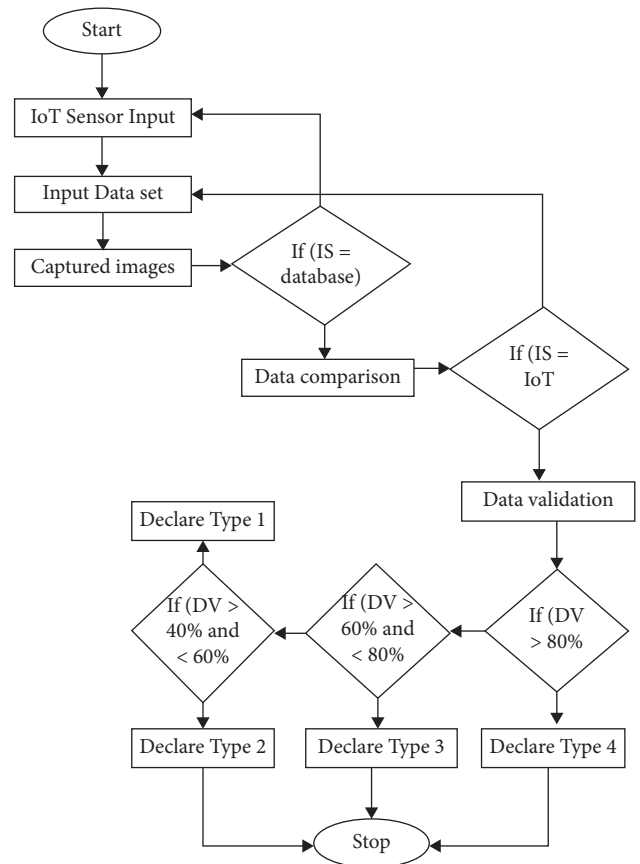 Start
IoT Sensor Input
Input Data set
Captured images
If (IS =
database)
Data comparison
If (IS =
IoT
Data validation
Declare Type 1
If (DV >
40% and
< 60%
If (DV >
60% and
< 80%
If (DV
> 80%
Declare Type 2
Declare Type 3
Declare Type 4
Stop